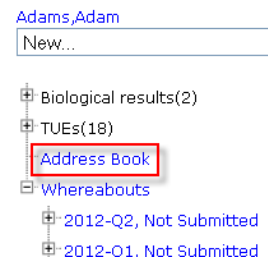 Adams,Adam
New...
Biological results(2)
TUEs(18)
Address Book
Whereabouts
2012-Q2, Not Submitted
2012-Q1. Not Submitted